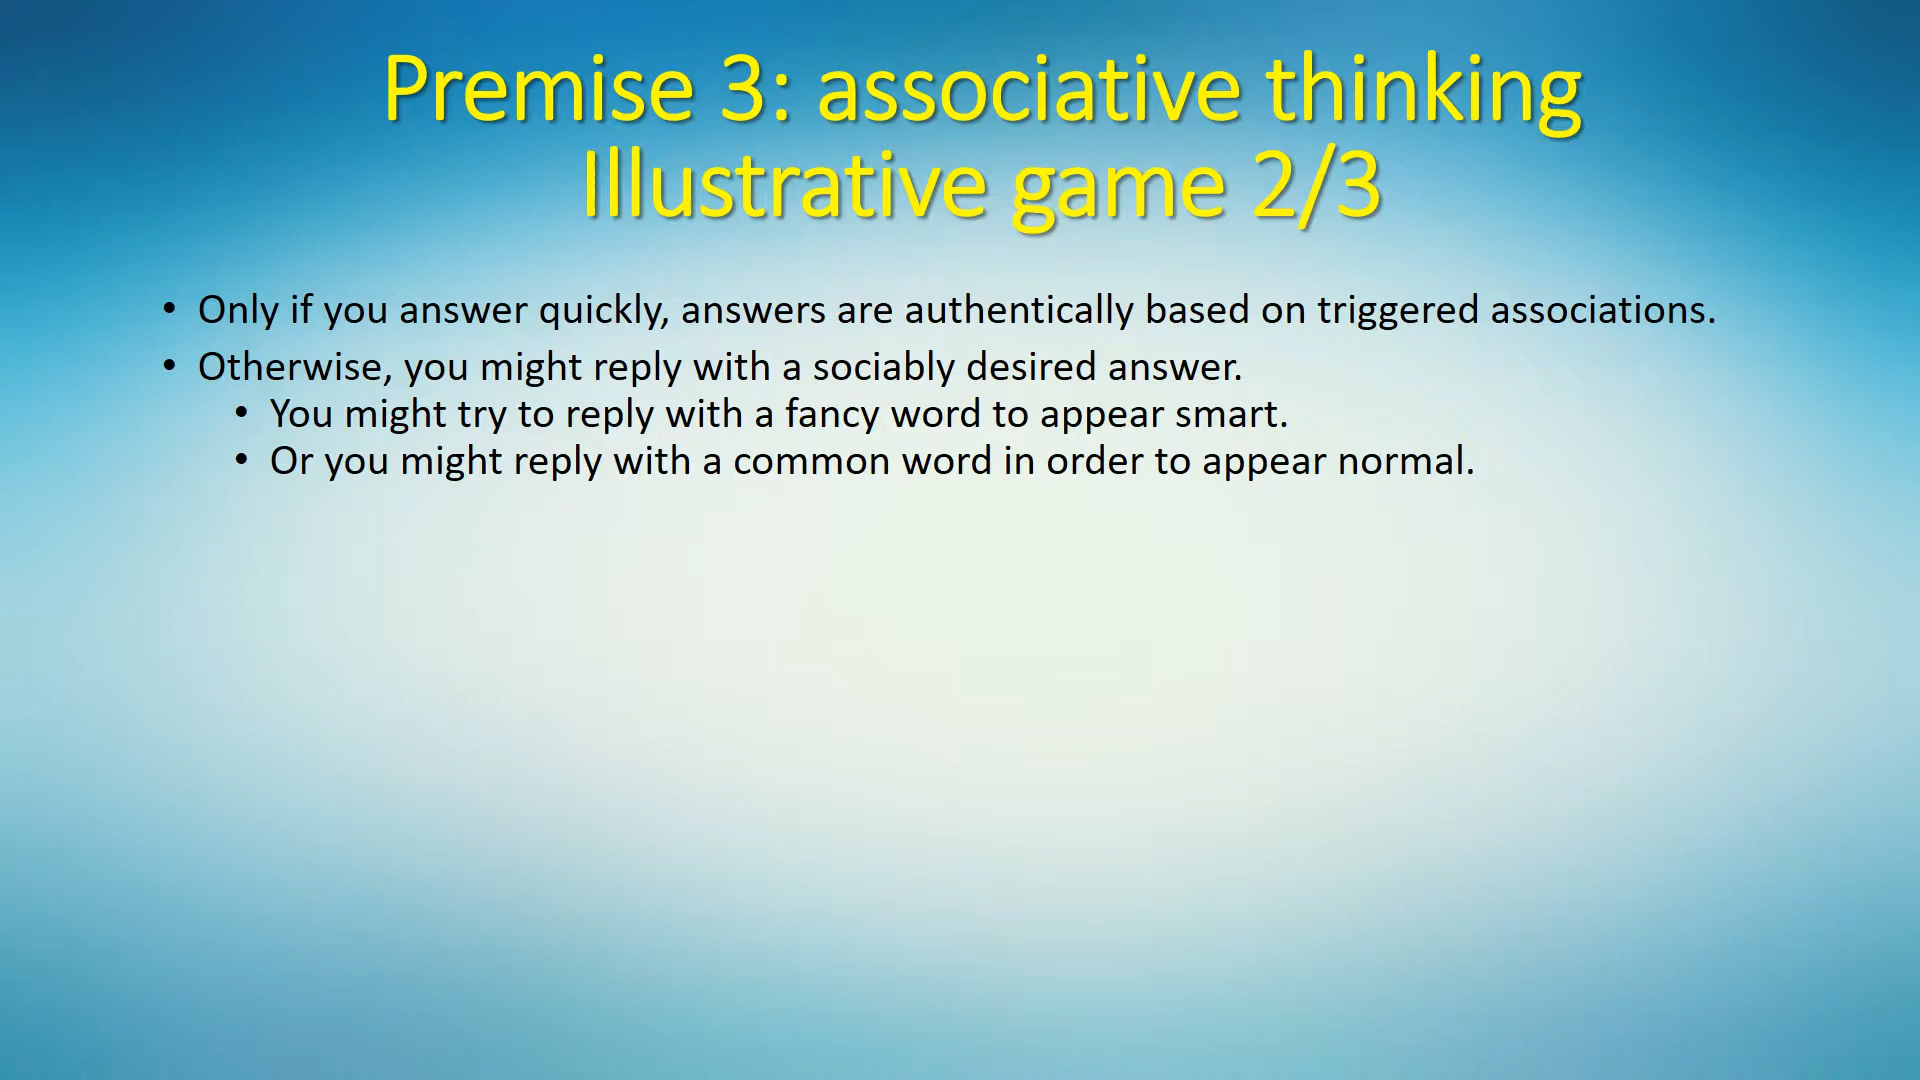 Premise 3: associative thinking
Illustrative game 2/3
• Only if you answer quickly, answers are authentically based on triggered associations.
• Otherwise, you might reply with a sociably desired answer.
• You might try to reply with a fancy word to appear smart.
• Or you might reply with a common word in order to appear normal.